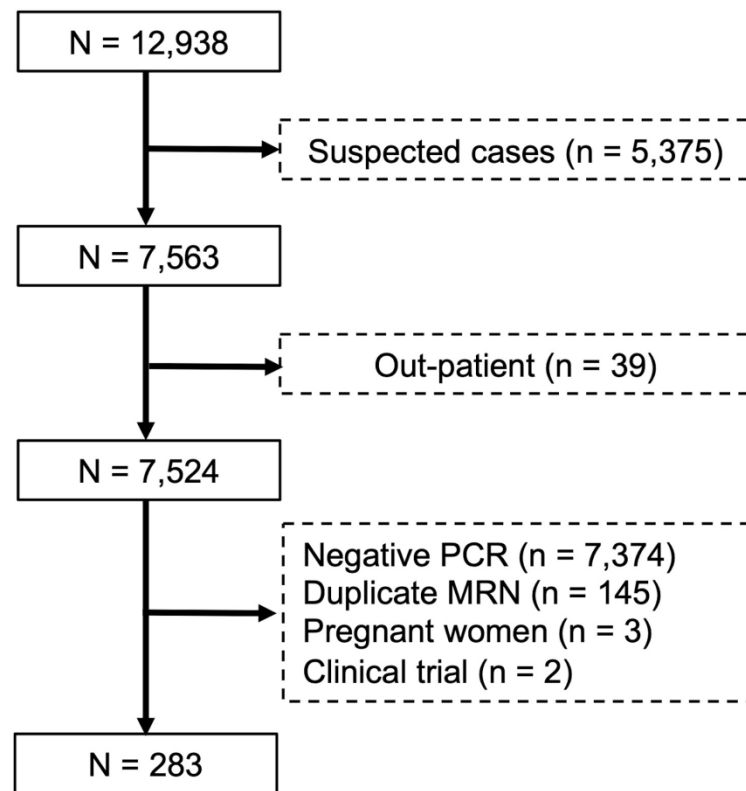 N = 12,938
Suspected cases (n = 5,375)
N = 7,563
Out-patient (n = 39)
N = 7,524
Negative PCR (n = 7,374)
Duplicate MRN (n = 145)
Pregnant women (n = 3)
Clinical trial (n = 2)
N = 283